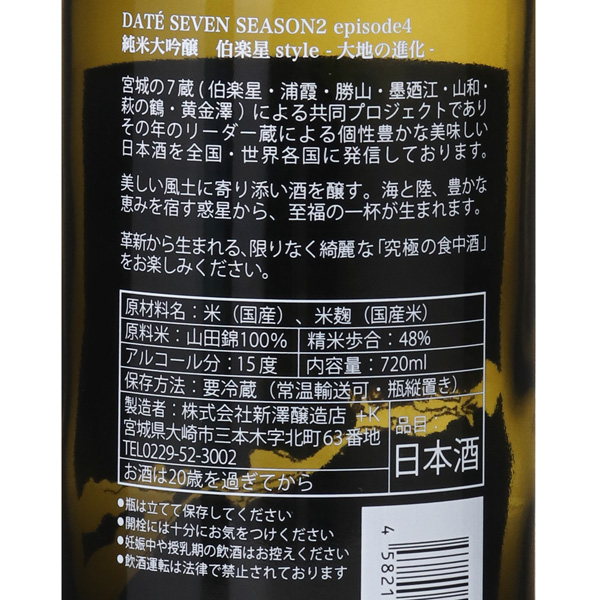 DATÉ SEVEN SEASON2 episode4
純米大吟醸　伯楽星 style - 大地の進化 -
宮城の7蔵(伯楽星・浦霞・勝山・墨廼江・山和・
萩の鶴・黄金澤)による共同プロジェクトであり
その年のリーダー蔵による個性豊かな美味しい
日本酒を全国・世界各国に発信しております。
美しい風土に寄り添い酒を醸す。海と陸、豊かな
恵みを宿す惑星から、至福の一杯が生まれます。
革新から生まれる、限りなく綺麗な「究極の食中酒」
をお楽しみください。
原材料名：米（国産）、米麹（国産米）
原料米：山田錦100% 精米歩合：48%
アルコール分：15度 内容量：720ml
保存方法：要冷蔵（常温輸送可・瓶縦置き）
製造者：株式会社新澤醸造店 +K
宮城県大崎市三本木字北町63番地
TEL0229-52-3002
品目：
日本酒
お酒は20歳を過ぎてから
●瓶は立てて保存してください
●開栓には十分にお気をつけください
●妊娠中や授乳期の飲酒はお控えください
●飲酒運転は法律で禁止されております
4 5821